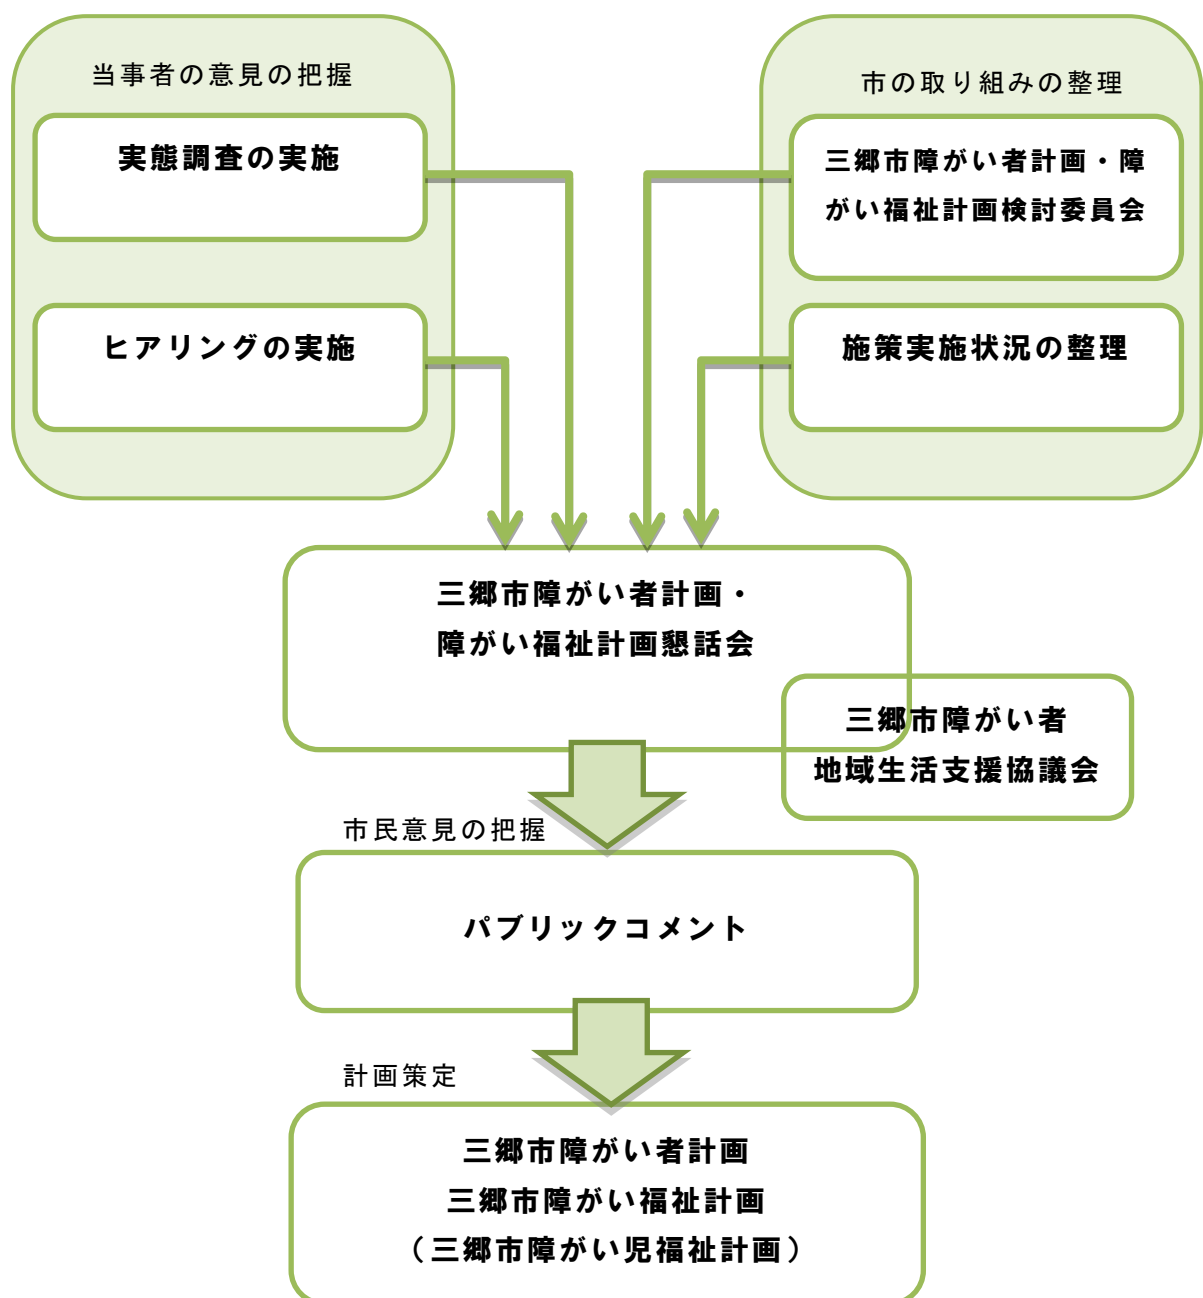 当事者の意見の把握
実態調査の実施
ヒアリングの実施
市の取り組みの整理
三郷市障がい者計画・障
がい福祉計画検討委員会
施策実施状況の整理
三郷市障がい者計画・
障がい福祉計画懇話会
三郷市障がい者
地域生活支援協議会
市民意見の把握
パブリックコメント
計画策定
三郷市障がい者計画
三郷市障がい福祉計画
（三郷市障がい児福祉計画）